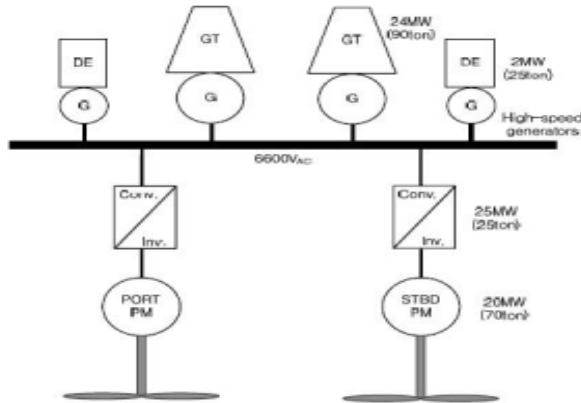 DE
GT
GT
24MW
(90ton)
DE
2MW
(25ton)
G
G
G
G
High-speed
generators
6600VAC
Conv.
Inv.
Conv.
Inv.
25MW
(25ton)
PORT
PM
STBD
PM
20MW
(70ton)